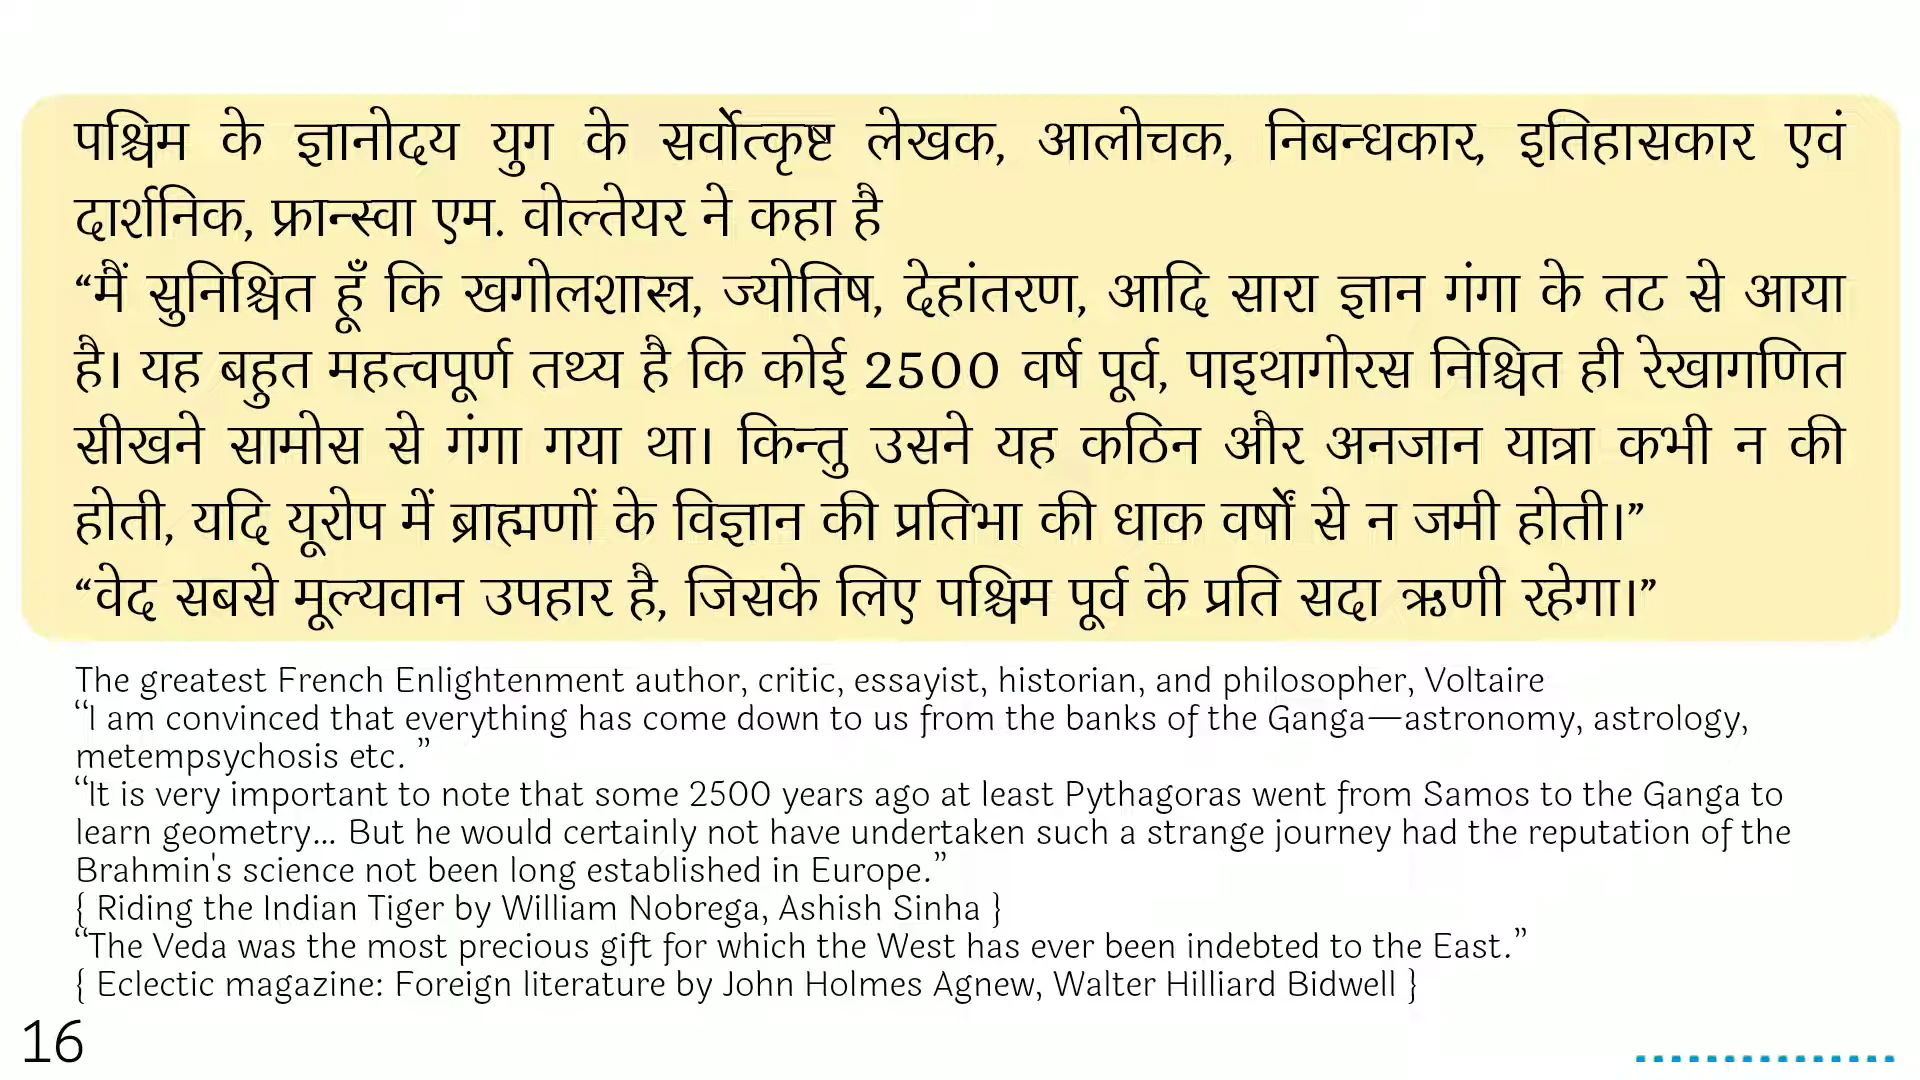 पश्चिम के ज्ञानोदय युग के सर्वोत्कृष्ट लेखक, आलोचक, निबन्धकार, इतिहासकार एवं
दार्शनिक, फ्रान्स्वा एम. वोल्तेयर ने कहा है
“मैं सुनिश्चित हूँ कि खगोलशास्त्र, ज्योतिष, देहांतरण, आदि सारा ज्ञान गंगा के तट से आया
है। यह बहुत महत्वपूर्ण तथ्य है कि कोई 2500 वर्ष पूर्व, पाइथागोरस निश्चित ही रेखागणित
सीखने सामोस से गंगा गया था। किन्तु उसने यह कठिन और अनजान यात्रा कभी न की
होती, यदि यूरोप में ब्राह्मणों के विज्ञान की प्रतिभा की धाक वर्षों से न जमी होती।”
“वेद सबसे मूल्यवान उपहार है, जिसके लिए पश्चिम पूर्व के प्रति सदा ऋणी रहेगा।”
The greatest French Enlightenment author, critic, essayist, historian, and philosopher, Voltaire
“I am convinced that everything has come down to us from the banks of the Ganga—astronomy, astrology,
metempsychosis etc. ”
“It is very important to note that some 2500 years ago at least Pythagoras went from Samos to the Ganga to
learn geometry... But he would certainly not have undertaken such a strange journey had the reputation of the
Brahmin's science not been long established in Europe.”
{ Riding the Indian Tiger by William Nobrega, Ashish Sinha }
“The Veda was the most precious gift for which the West has ever been indebted to the East.”
{ Eclectic magazine: Foreign literature by John Holmes Agnew, Walter Hilliard Bidwell }
16